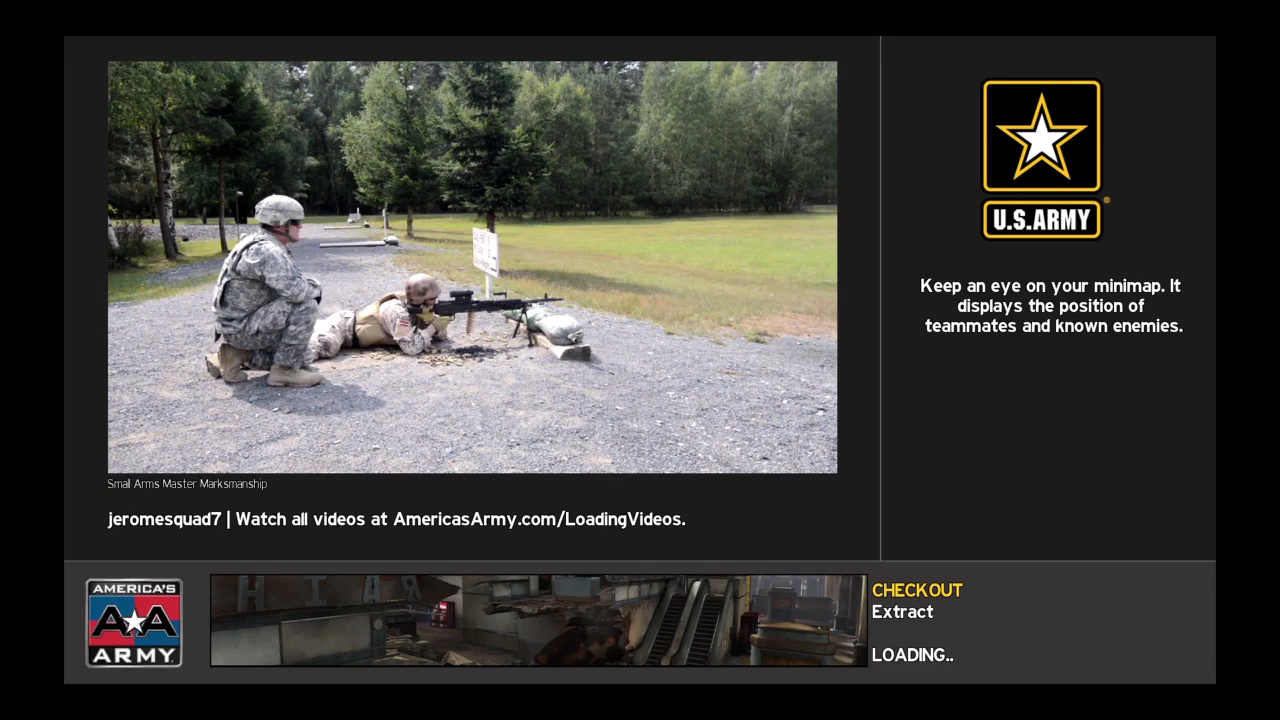 U.S.ARMY
®
Keep an eye on your minimap. It
displays the position of
teammates and known enemies.
Small Arms Master Marksmanship
jeromesquad7 | Watch all videos at AmericasArmy.com/LoadingVideos.
AMERICA'S
AA
ARMY
CHECKOUT
Extract
LOADING..